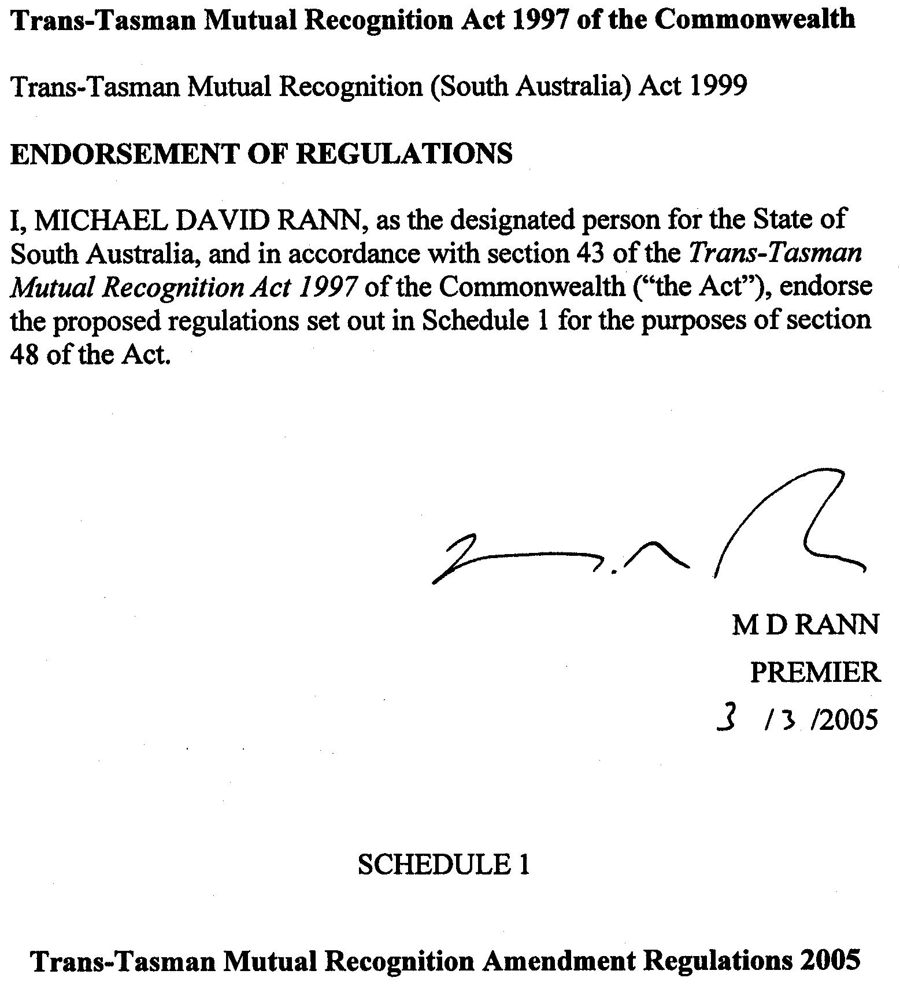 Trans-Tasman Mutual Recognition Act 1997 of the Commonwealth
Trans-Tasman Mutual Recognition (South Australia) Act 1999
ENDORSEMENT OF REGULATIONS
I, MICHAEL DAVID RANN, as the designated person for the State of
South Australia, and in accordance with section 43 of the Trans-Tasman
Mutual Recognition Act 1997 of the Commonwealth (“the Act”), endorse
the proposed regulations set out in Schedule 1 for the purposes of section
48 of the Act.
M D RANN
PREMIER
3 / 3 /2005
SCHEDULE 1
Trans-Tasman Mutual Recognition Amendment Regulations 2005